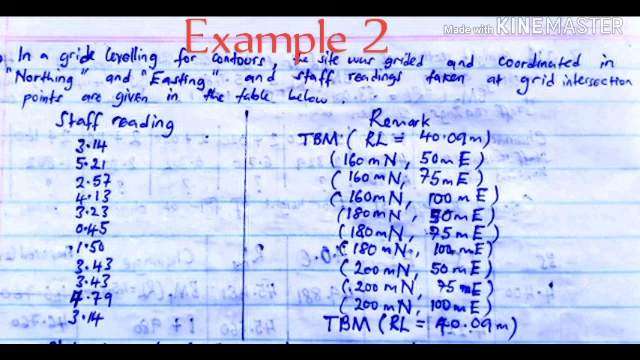 Made with KINEMASTER
Example 2
In a gride levelling for contours, the site was grided and coordinated in
"Northing" and "Easting" and staff readings taken at grid intersection
points are given in the table below.
Staff reading Remark
3.14 TBM (RL = 40.09m)
5.21 (160mN, 50mE)
2.57 (160mN, 75mE)
4.13 (160mN, 100mE)
3.23 (180mN, 50mE)
0.45 (180mN, 75mE)
1.50 (180mN, 100mE)
3.43 (200mN, 50mE)
3.43 (200mN, 75mE)
4.79 (200mN, 100mE)
3.14 TBM (RL = 40.09m)